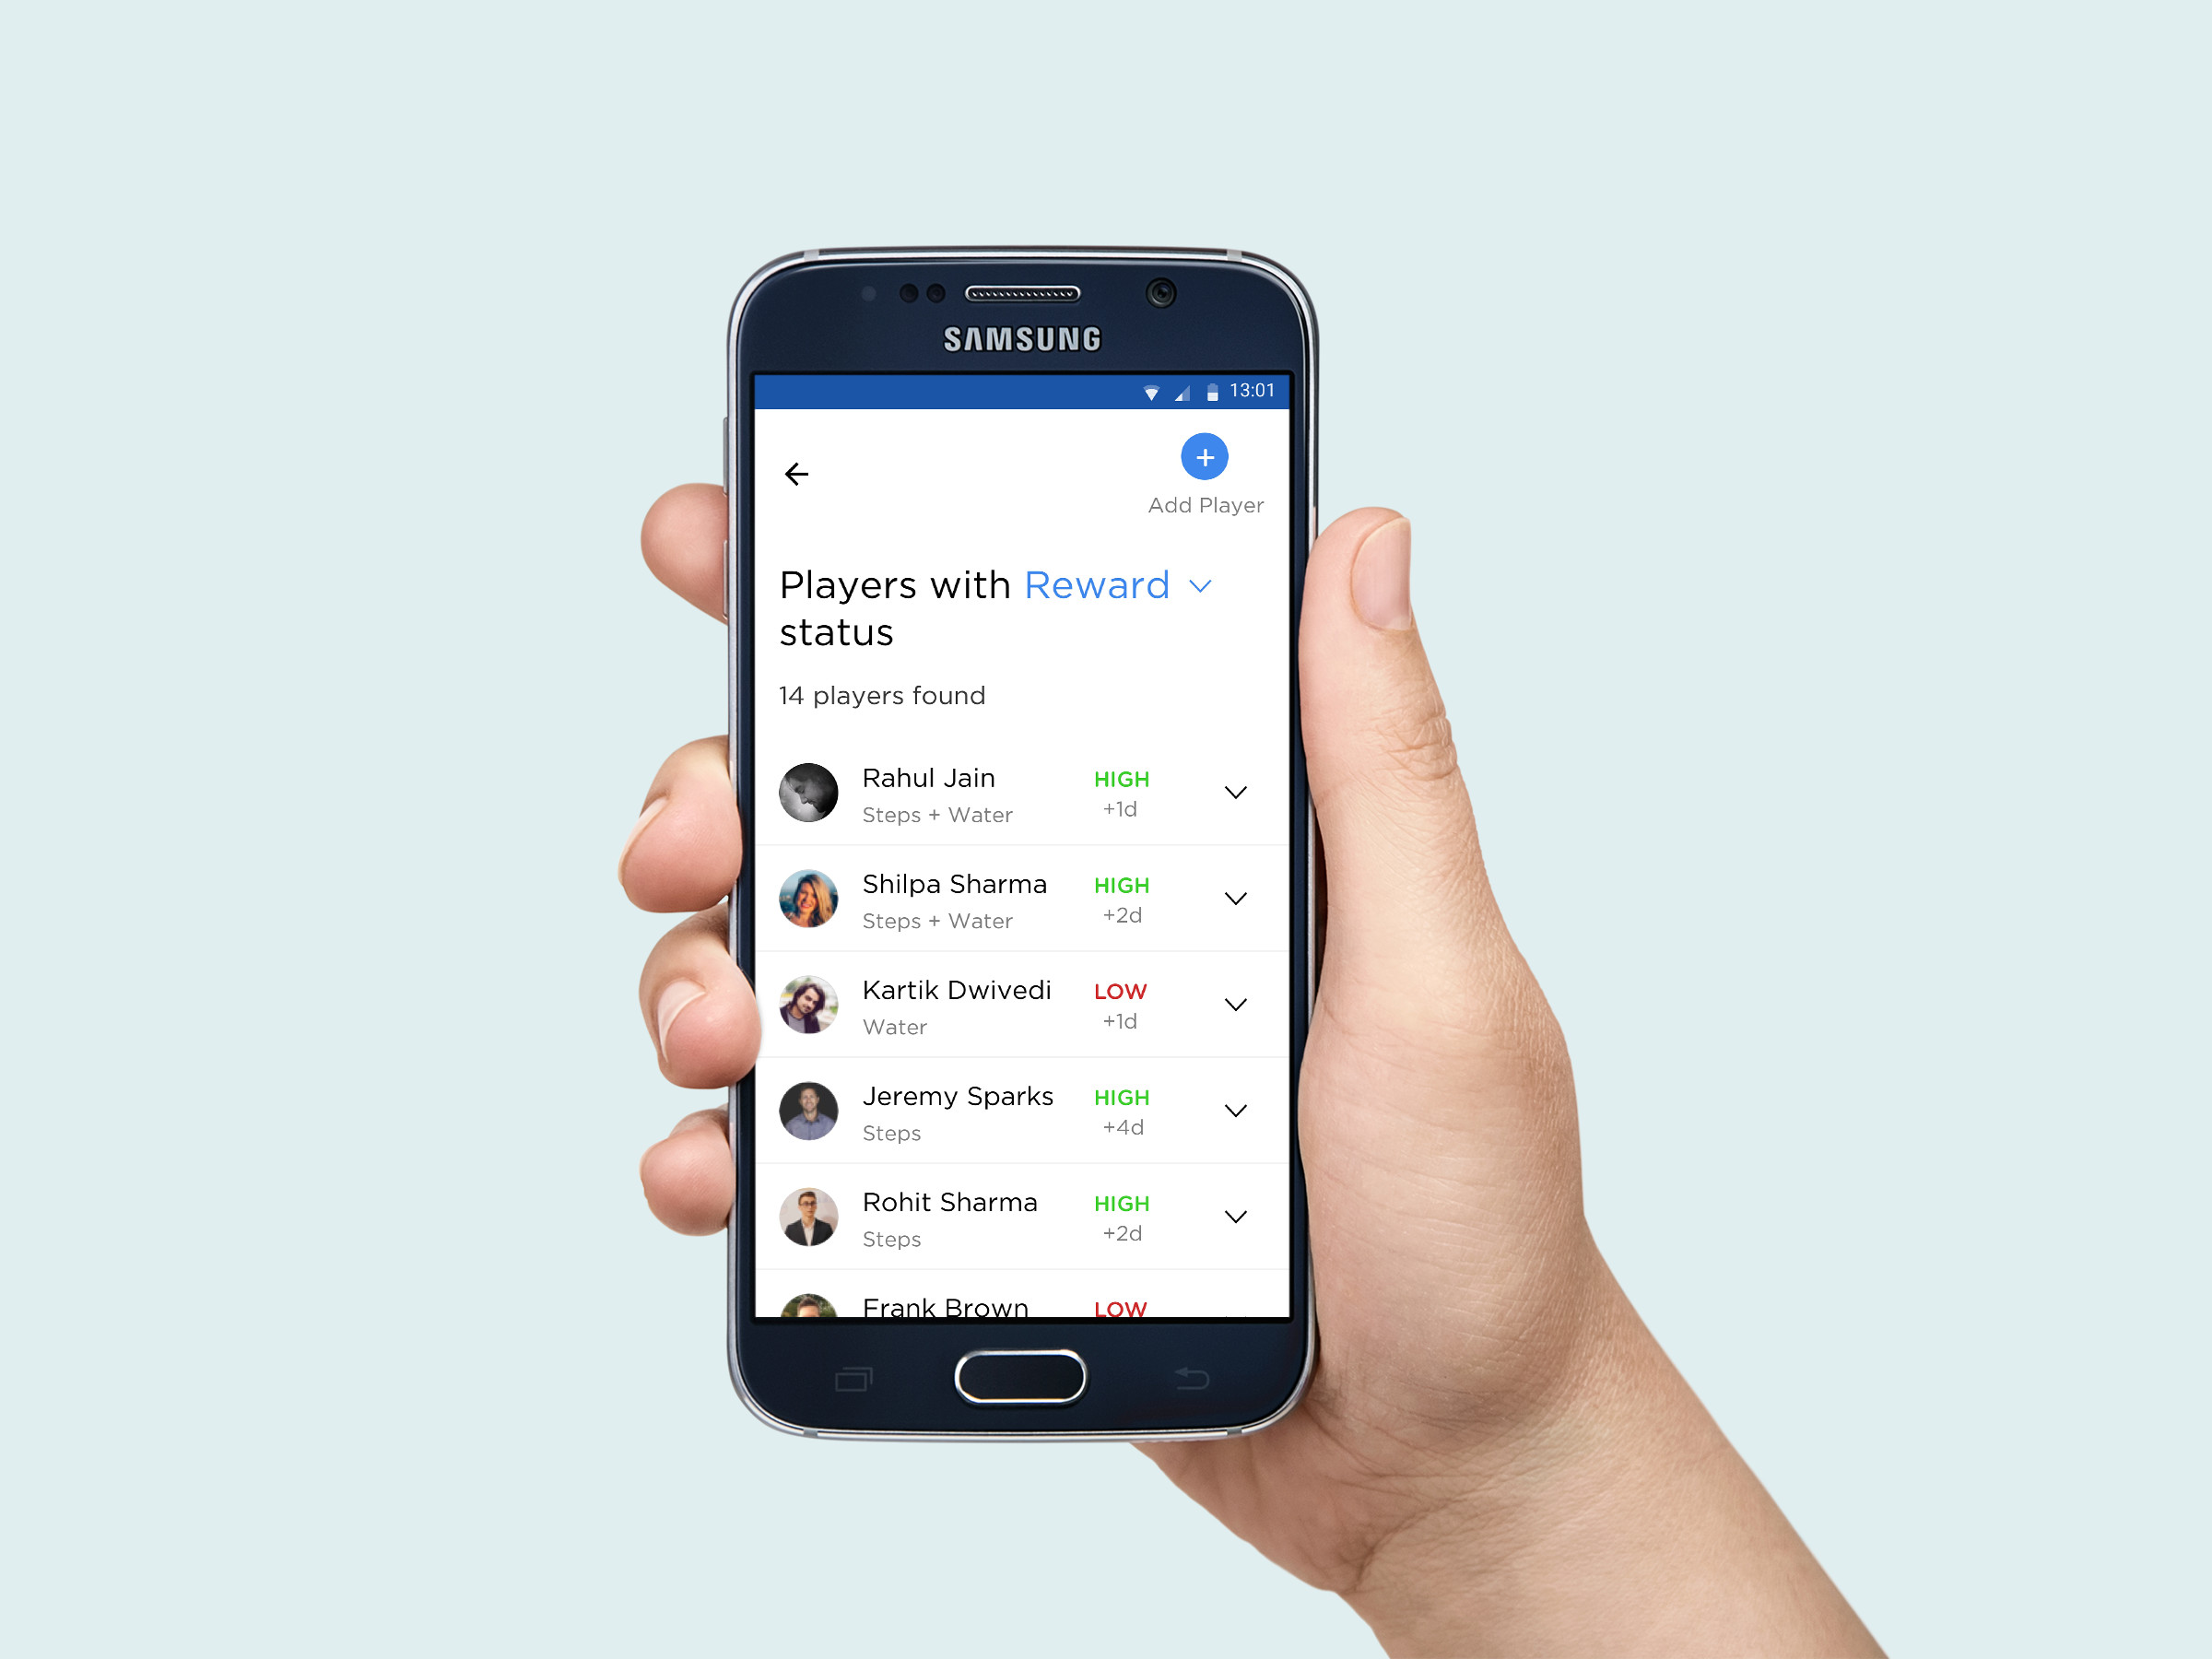 SAMSUNG
13:01
+
Add Player
Players with Reward
status
14 players found
Rahul Jain HIGH
Steps + Water +1d
Shilpa Sharma HIGH
Steps + Water +2d
Kartik Dwivedi LOW
Water +1d
Jeremy Sparks HIGH
Steps +4d
Rohit Sharma HIGH
Steps +2d
Frank Brown LOW